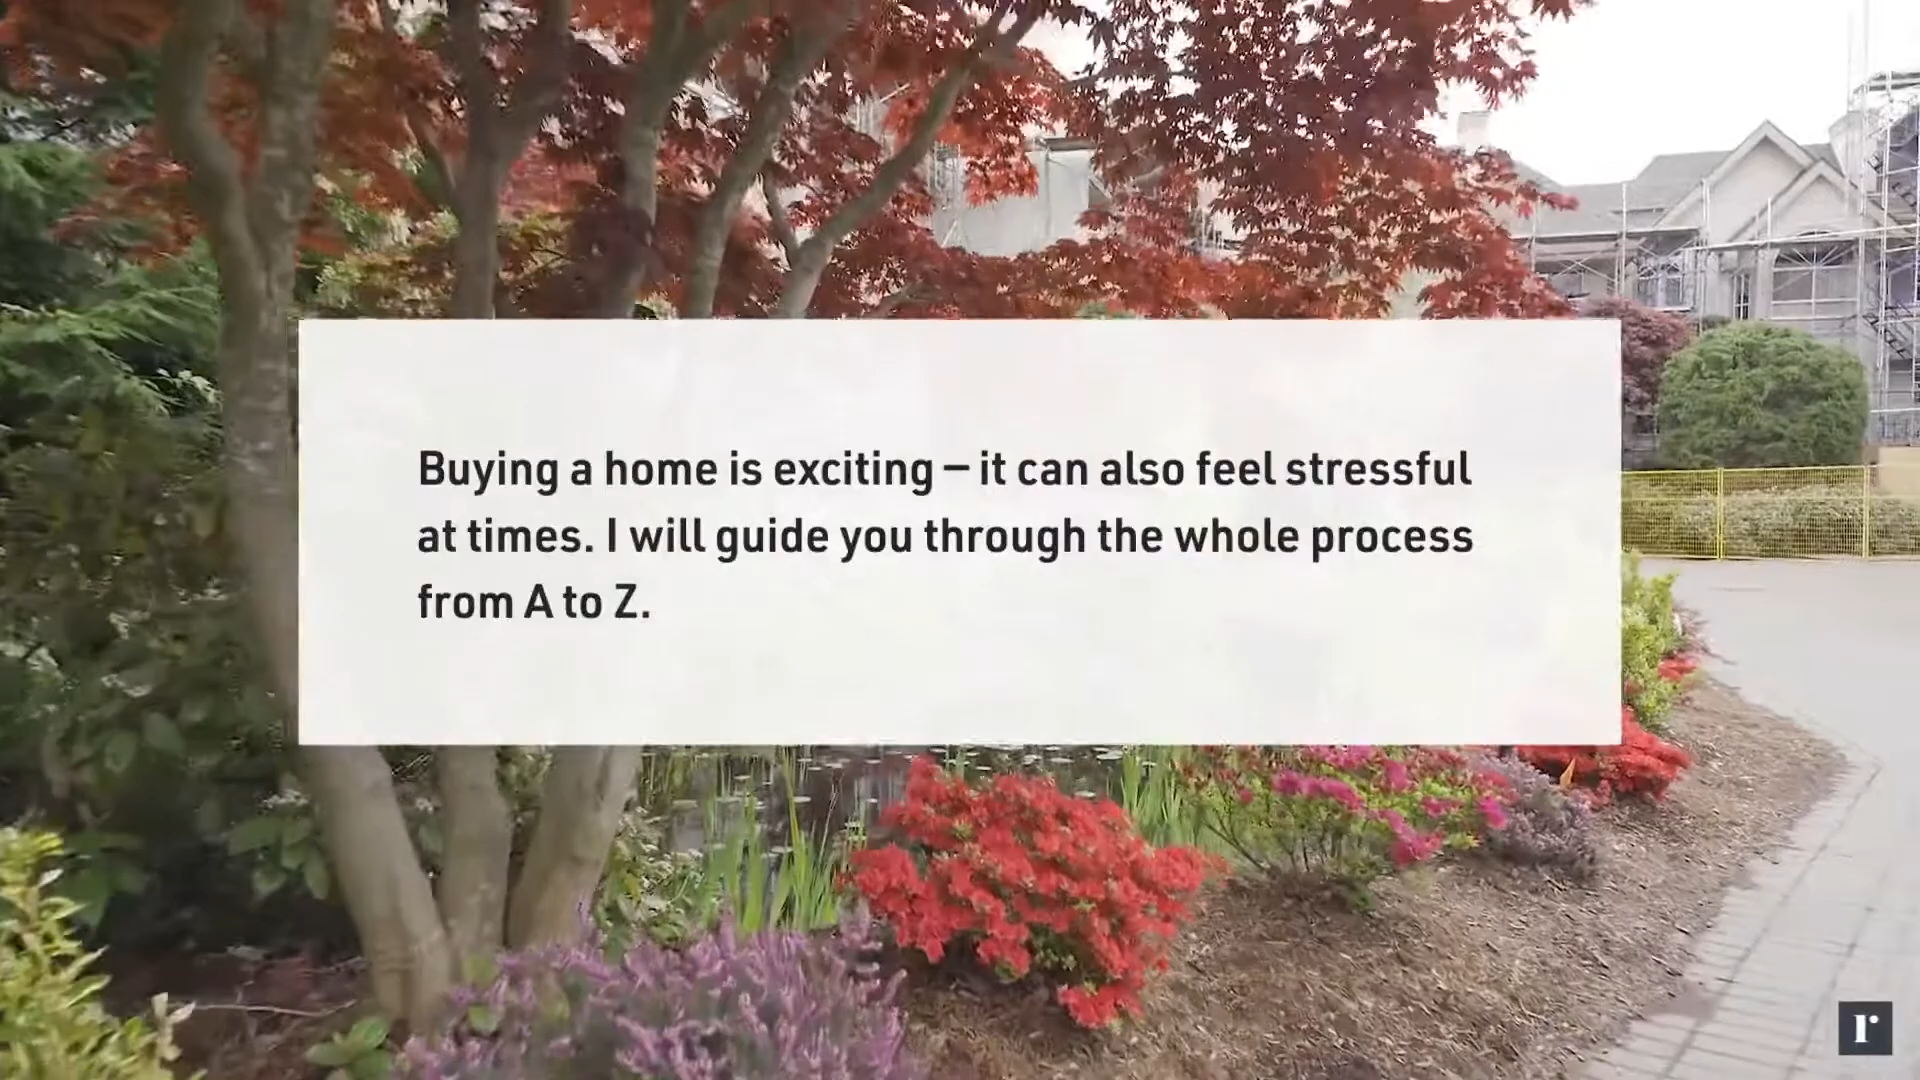 Buying a home is exciting – it can also feel stressful
at times. I will guide you through the whole process
from A to Z.
r